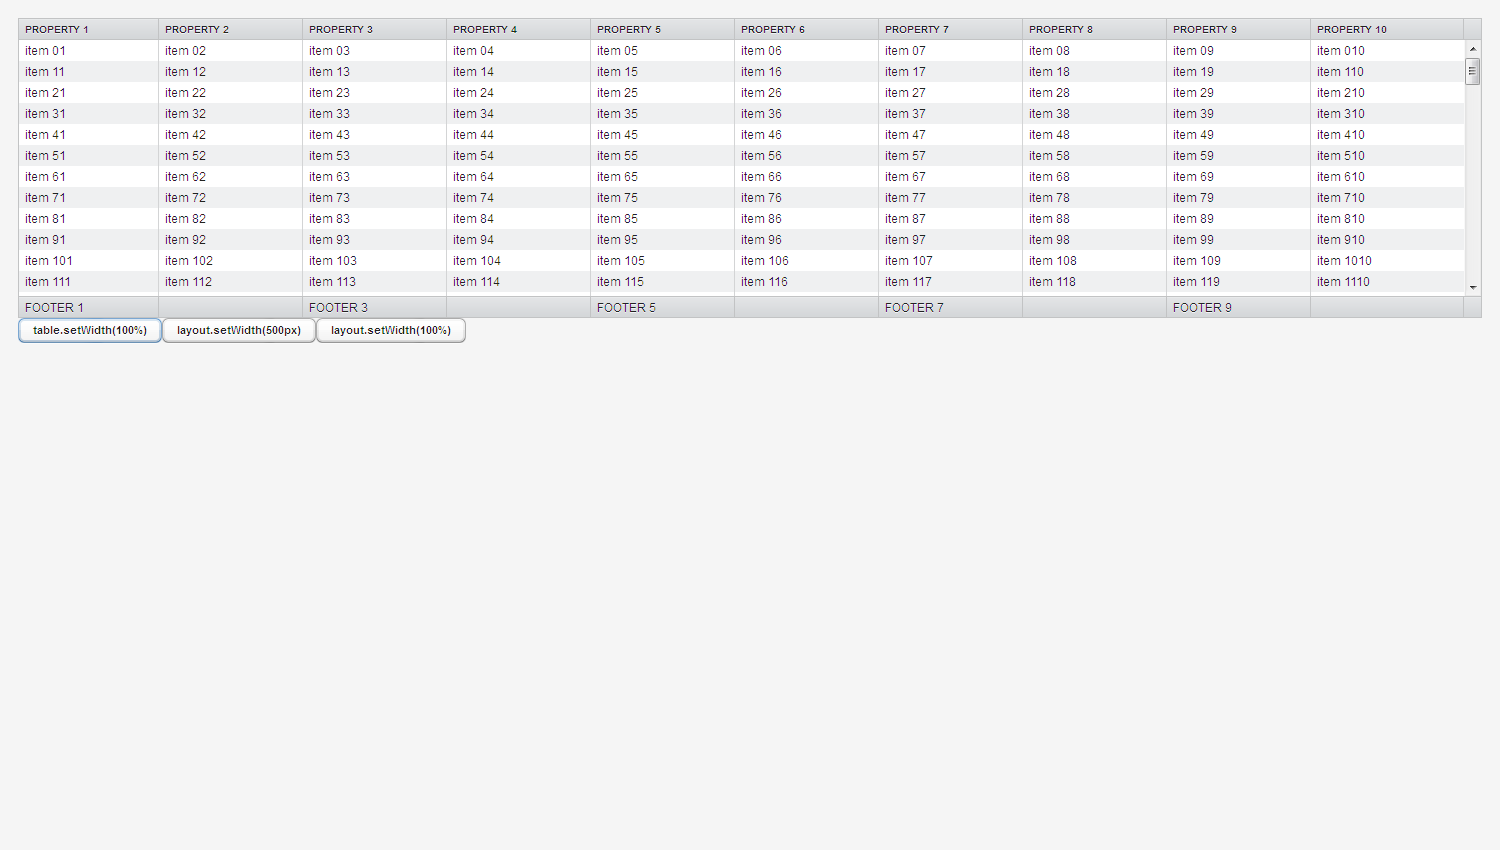 PROPERTY 1 PROPERTY 2 PROPERTY 3 PROPERTY 4 PROPERTY 5 PROPERTY 6 PROPERTY 7 PROPERTY 8 PROPERTY 9 PROPERTY 10
item 01 item 02 item 03 item 04 item 05 item 06 item 07 item 08 item 09 item 010
item 11 item 12 item 13 item 14 item 15 item 16 item 17 item 18 item 19 item 110
item 21 item 22 item 23 item 24 item 25 item 26 item 27 item 28 item 29 item 210
item 31 item 32 item 33 item 34 item 35 item 36 item 37 item 38 item 39 item 310
item 41 item 42 item 43 item 44 item 45 item 46 item 47 item 48 item 49 item 410
item 51 item 52 item 53 item 54 item 55 item 56 item 57 item 58 item 59 item 510
item 61 item 62 item 63 item 64 item 65 item 66 item 67 item 68 item 69 item 610
item 71 item 72 item 73 item 74 item 75 item 76 item 77 item 78 item 79 item 710
item 81 item 82 item 83 item 84 item 85 item 86 item 87 item 88 item 89 item 810
item 91 item 92 item 93 item 94 item 95 item 96 item 97 item 98 item 99 item 910
item 101 item 102 item 103 item 104 item 105 item 106 item 107 item 108 item 109 item 1010
item 111 item 112 item 113 item 114 item 115 item 116 item 117 item 118 item 119 item 1110
FOOTER 1 FOOTER 3 FOOTER 5 FOOTER 7 FOOTER 9
table.setWidth(100%) layout.setWidth(500px) layout.setWidth(100%)